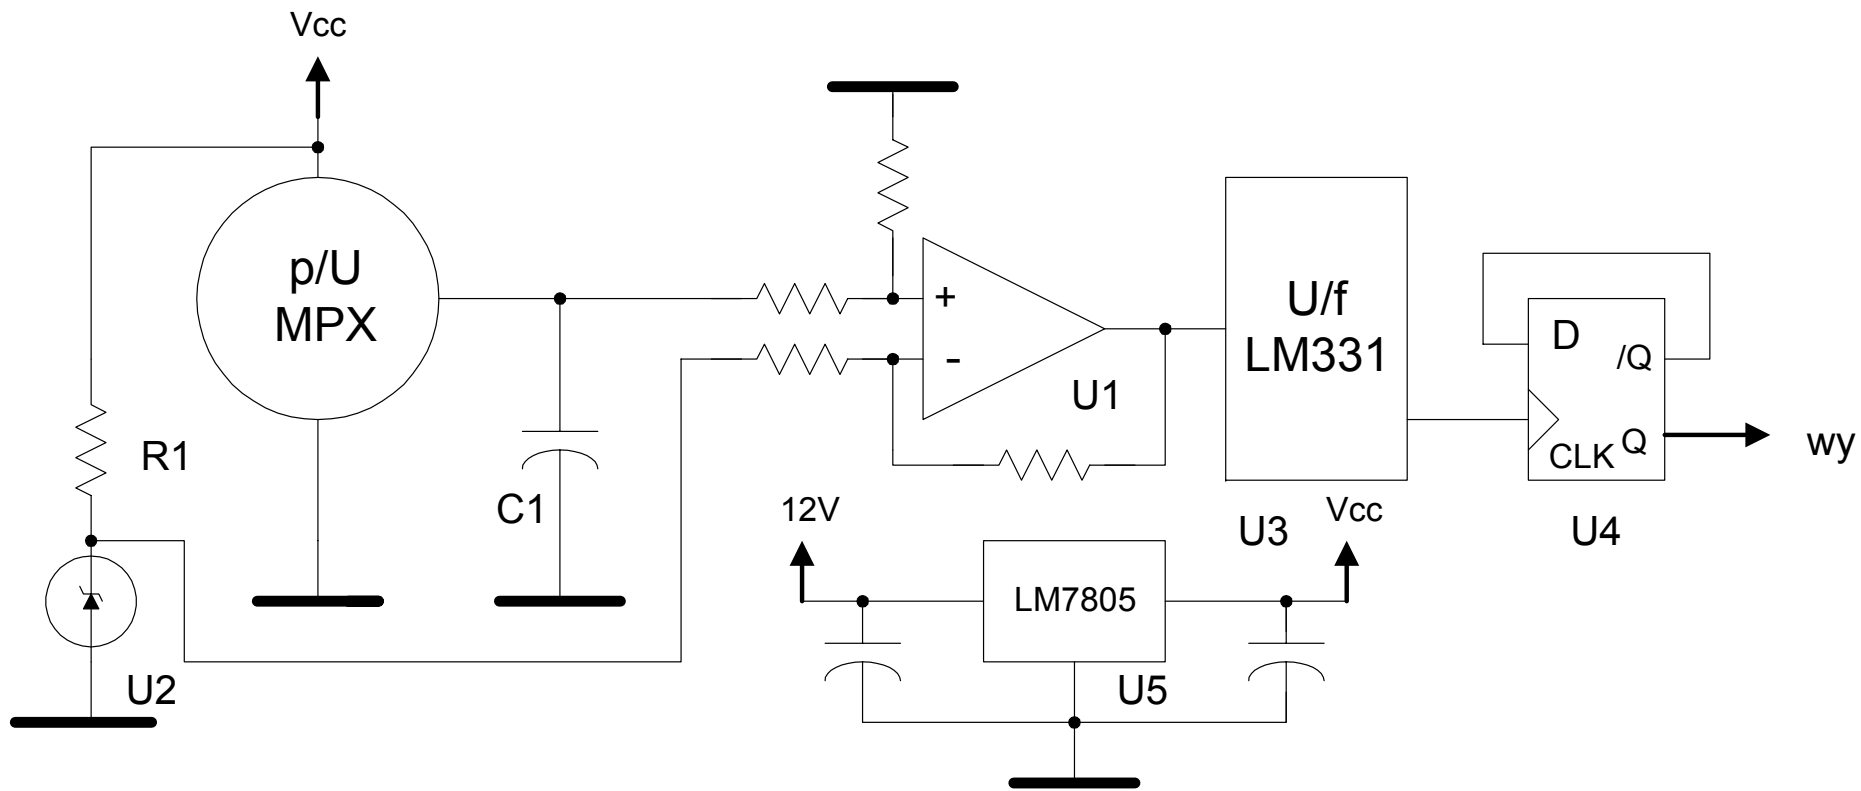 Vcc
p/U
MPX
R1
C1
U2
+
-
U1
U/f
LM331
U3
D
/Q
CLK
Q
U4
wy
12V
LM7805
U5
Vcc